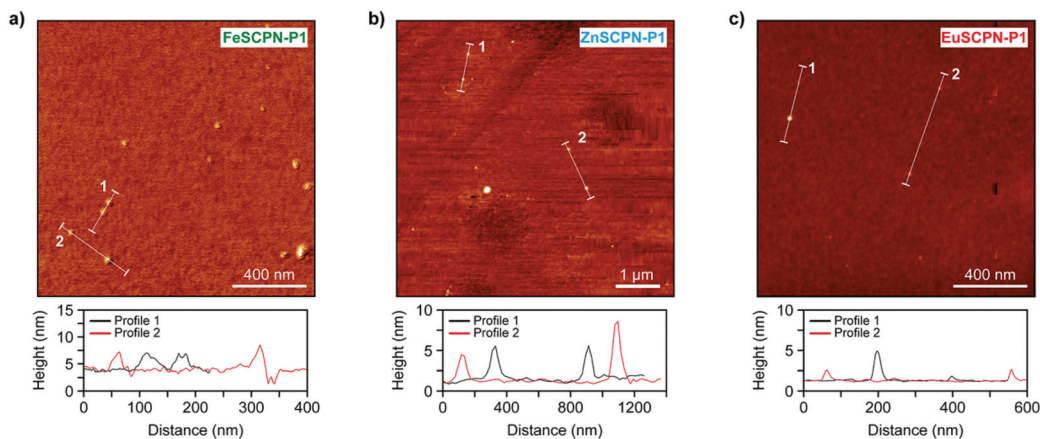 a)
FeSCPN-P1
1
2
400 nm
Height (nm)
15
10
5
0
Profile 1
Profile 2
0 100 200 300 400
Distance (nm)
b)
ZnSCPN-P1
1
2
1 µm
Height (nm)
10
5
0
Profile 1
Profile 2
0 400 800 1200
Distance (nm)
c)
EuSCPN-P1
1
2
400 nm
Height (nm)
10
5
0
Profile 1
Profile 2
0 200 400 600
Distance (nm)